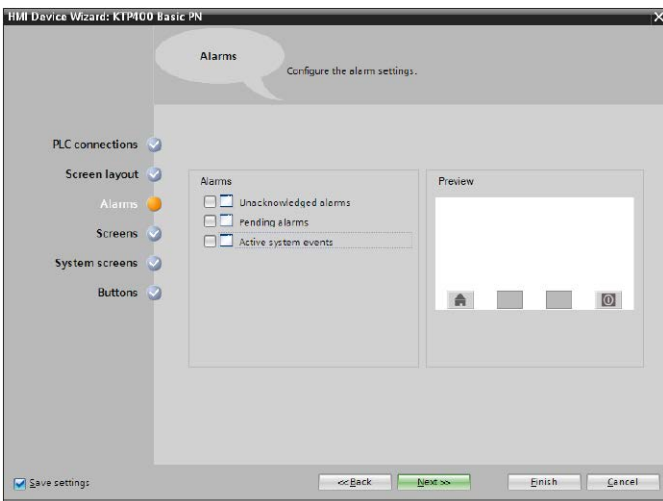 HMI Device Wizard: KTP400 Basic PN
Alarms
Configure the alarm settings.
PLC connections
Screen layout
Alarms
Screens
System screens
Buttons
Alarms
Unacknowledged alarms
Pending alarms
Active system events
Preview
Save settings
<<Back
Next>>
Finish
Cancel